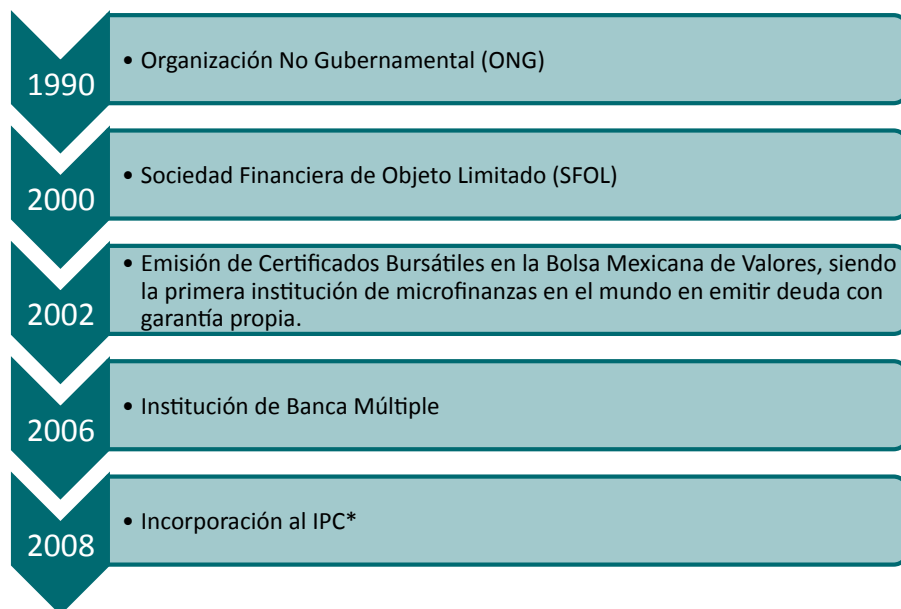 1990
• Organización No Gubernamental (ONG)
2000
• Sociedad Financiera de Objeto Limitado (SFOL)
2002
• Emisión de Certificados Bursátiles en la Bolsa Mexicana de Valores, siendo
la primera institución de microfinanzas en el mundo en emitir deuda con
garantía propia.
2006
• Institución de Banca Múltiple
2008
• Incorporación al IPC*